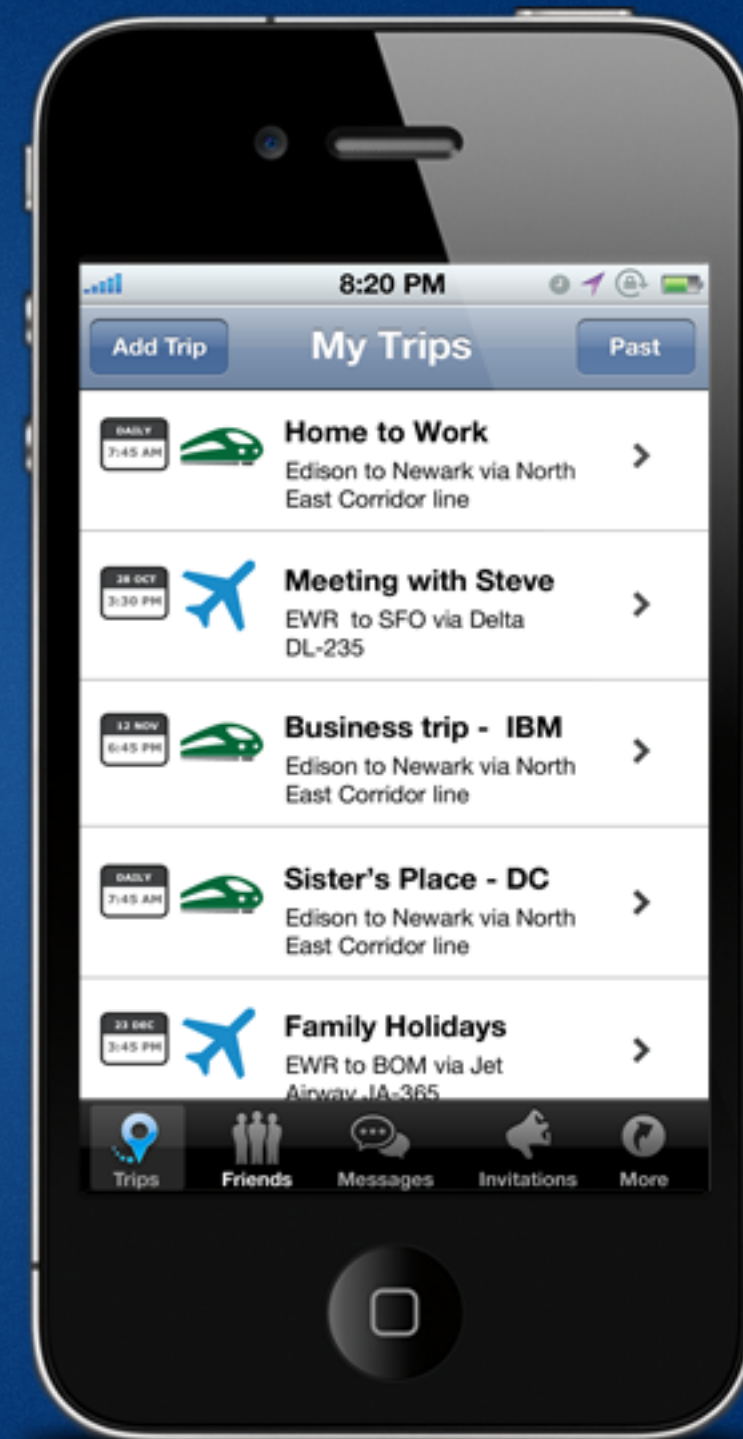 8:20 PM
Add Trip
My Trips
Past
DAILY
7:45 AM
Home to Work
Edison to Newark via North
East Corridor line
28 OCT
3:30 PM
Meeting with Steve
EWR to SFO via Delta
DL-235
12 NOV
6:45 PM
Business trip - IBM
Edison to Newark via North
East Corridor line
DAILY
7:45 AM
Sister's Place - DC
Edison to Newark via North
East Corridor line
23 DEC
3:45 PM
Family Holidays
EWR to BOM via Jet
Airway JA-365
Trips
Friends
Messages
Invitations
More